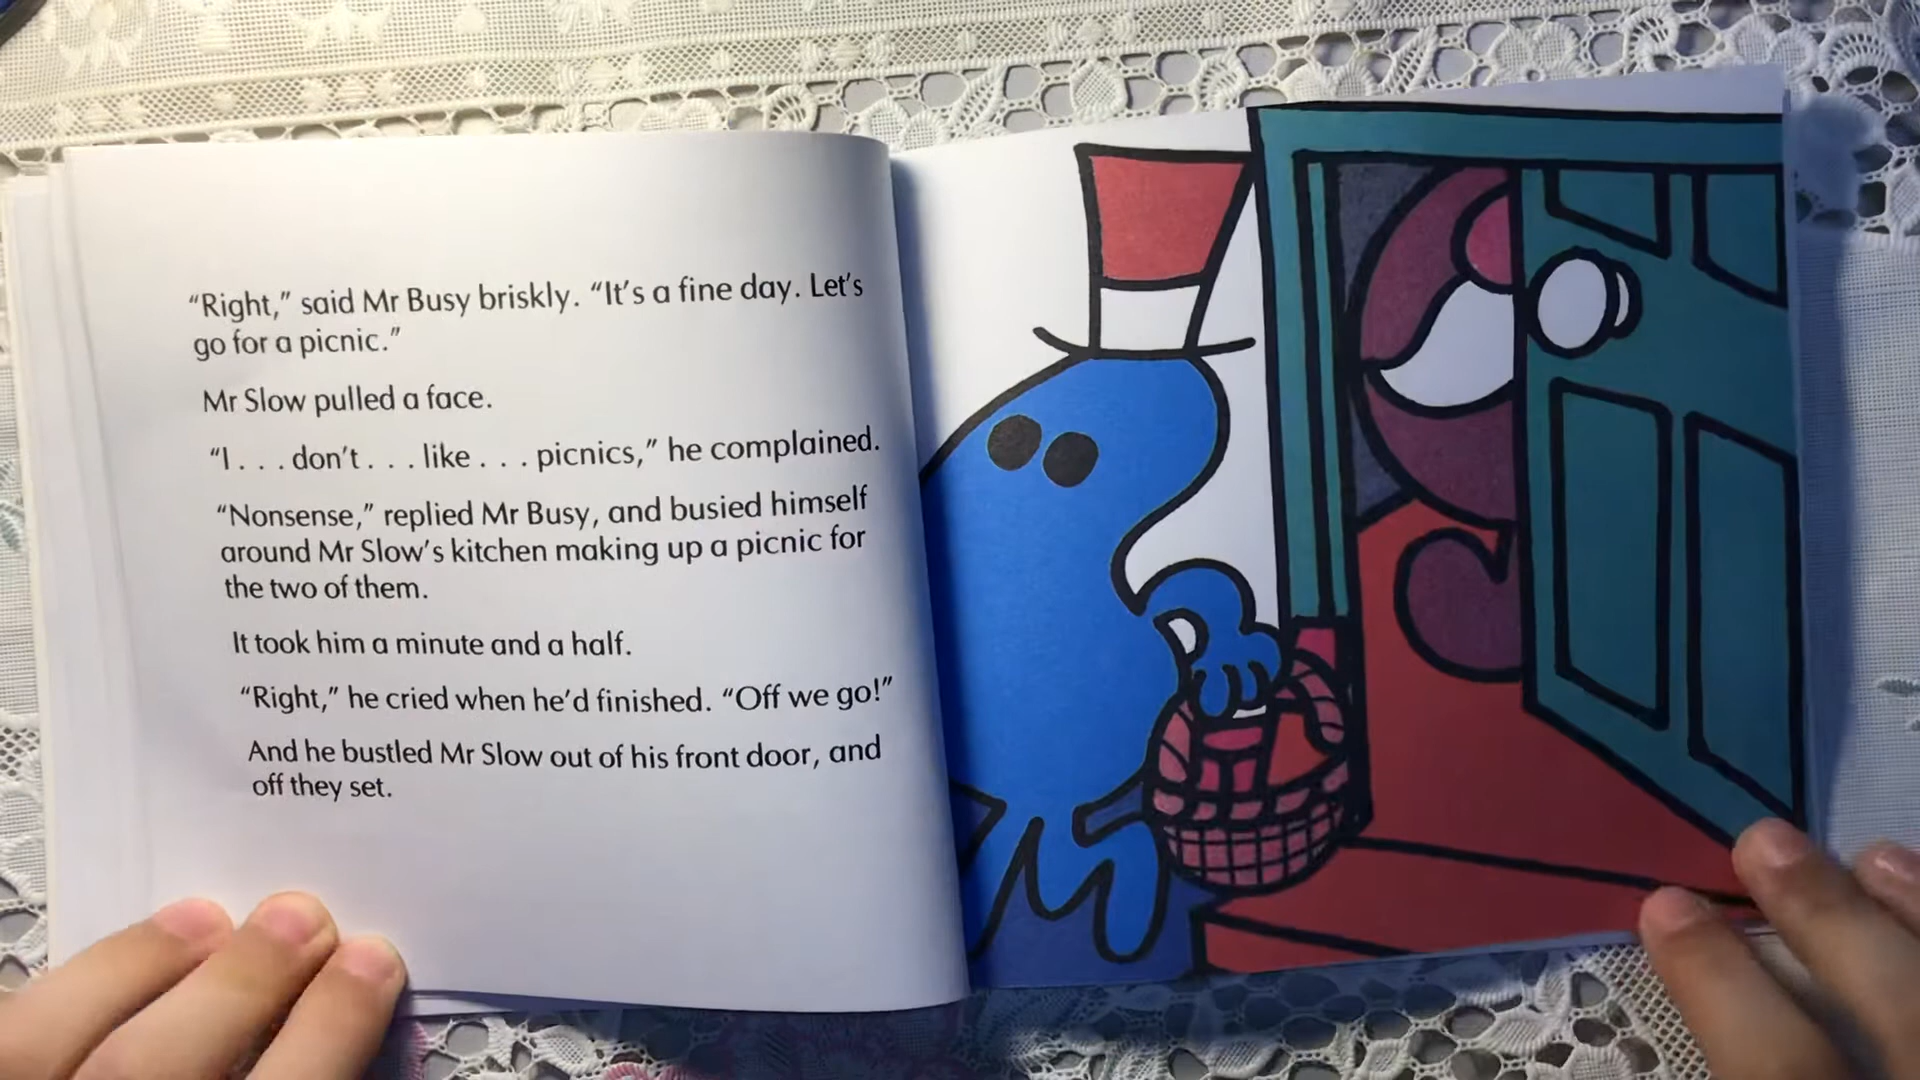 “Right,” said Mr Busy briskly. “It’s a fine day. Let’s
go for a picnic.”
Mr Slow pulled a face.
“I . . . don’t . . . like . . . picnics,” he complained.
“Nonsense,” replied Mr Busy, and busied himself
around Mr Slow’s kitchen making up a picnic for
the two of them.
It took him a minute and a half.
“Right,” he cried when he’d finished. “Off we go!”
And he bustled Mr Slow out of his front door, and
off they set.